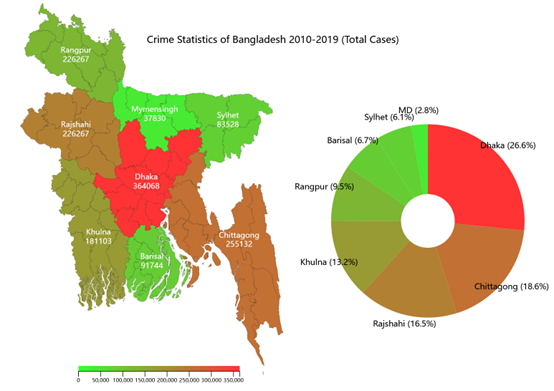 Crime Statistics of Bangladesh 2010-2019 (Total Cases)
Rangpur
226267
Mymensingh
37830
Sylhet
83528
Rajshahi
226267
Dhaka
364068
Khulna
181103
Chittagong
255132
Barisal
91744
0 50,000 100,000 150,000 200,000 250,000 300,000 350,000
MD (2.8%)
Sylhet (6.1%)
Barisal (6.7%)
Rangpur (9.5%)
Khulna (13.2%)
Rajshahi (16.5%)
Chittagong (18.6%)
Dhaka (26.6%)